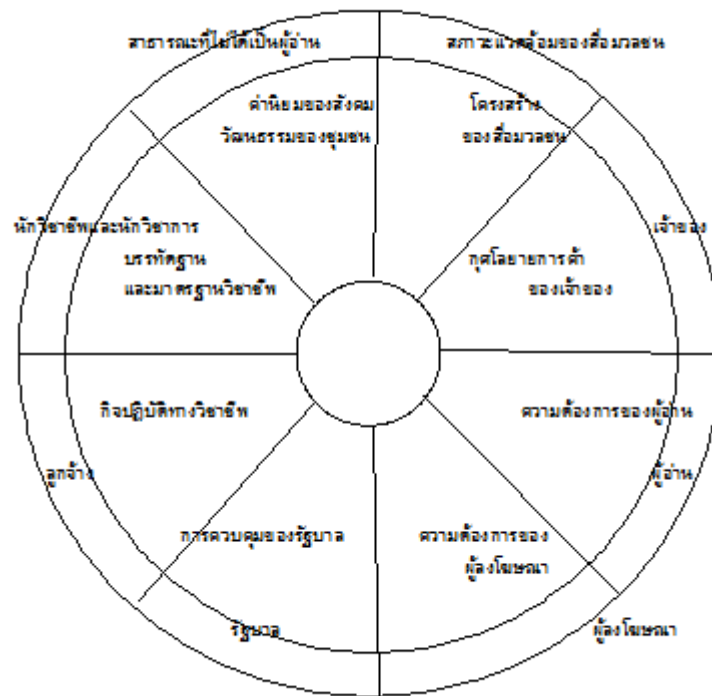 สาธารณะที่ไม่ได้เป็นผู้อ่าน
สภาวะแวดล้อมของสื่อมวลชน
ค่านิยมของสังคม
วัฒนธรรมของชุมชน
โครงสร้าง
ของสื่อมวลชน
นักวิชาชีพและนักวิชาการ
บรรทัดฐาน
และมาตรฐานวิชาชีพ
เจ้าของ
กุศโลบายการค้า
ของเจ้าของ
กิจปฏิบัติทางวิชาชีพ
ความต้องการของผู้อ่าน
ลูกจ้าง
ผู้อ่าน
การควบคุมของรัฐบาล
ความต้องการของ
ผู้ลงโฆษณา
รัฐบาล
ผู้ลงโฆษณา